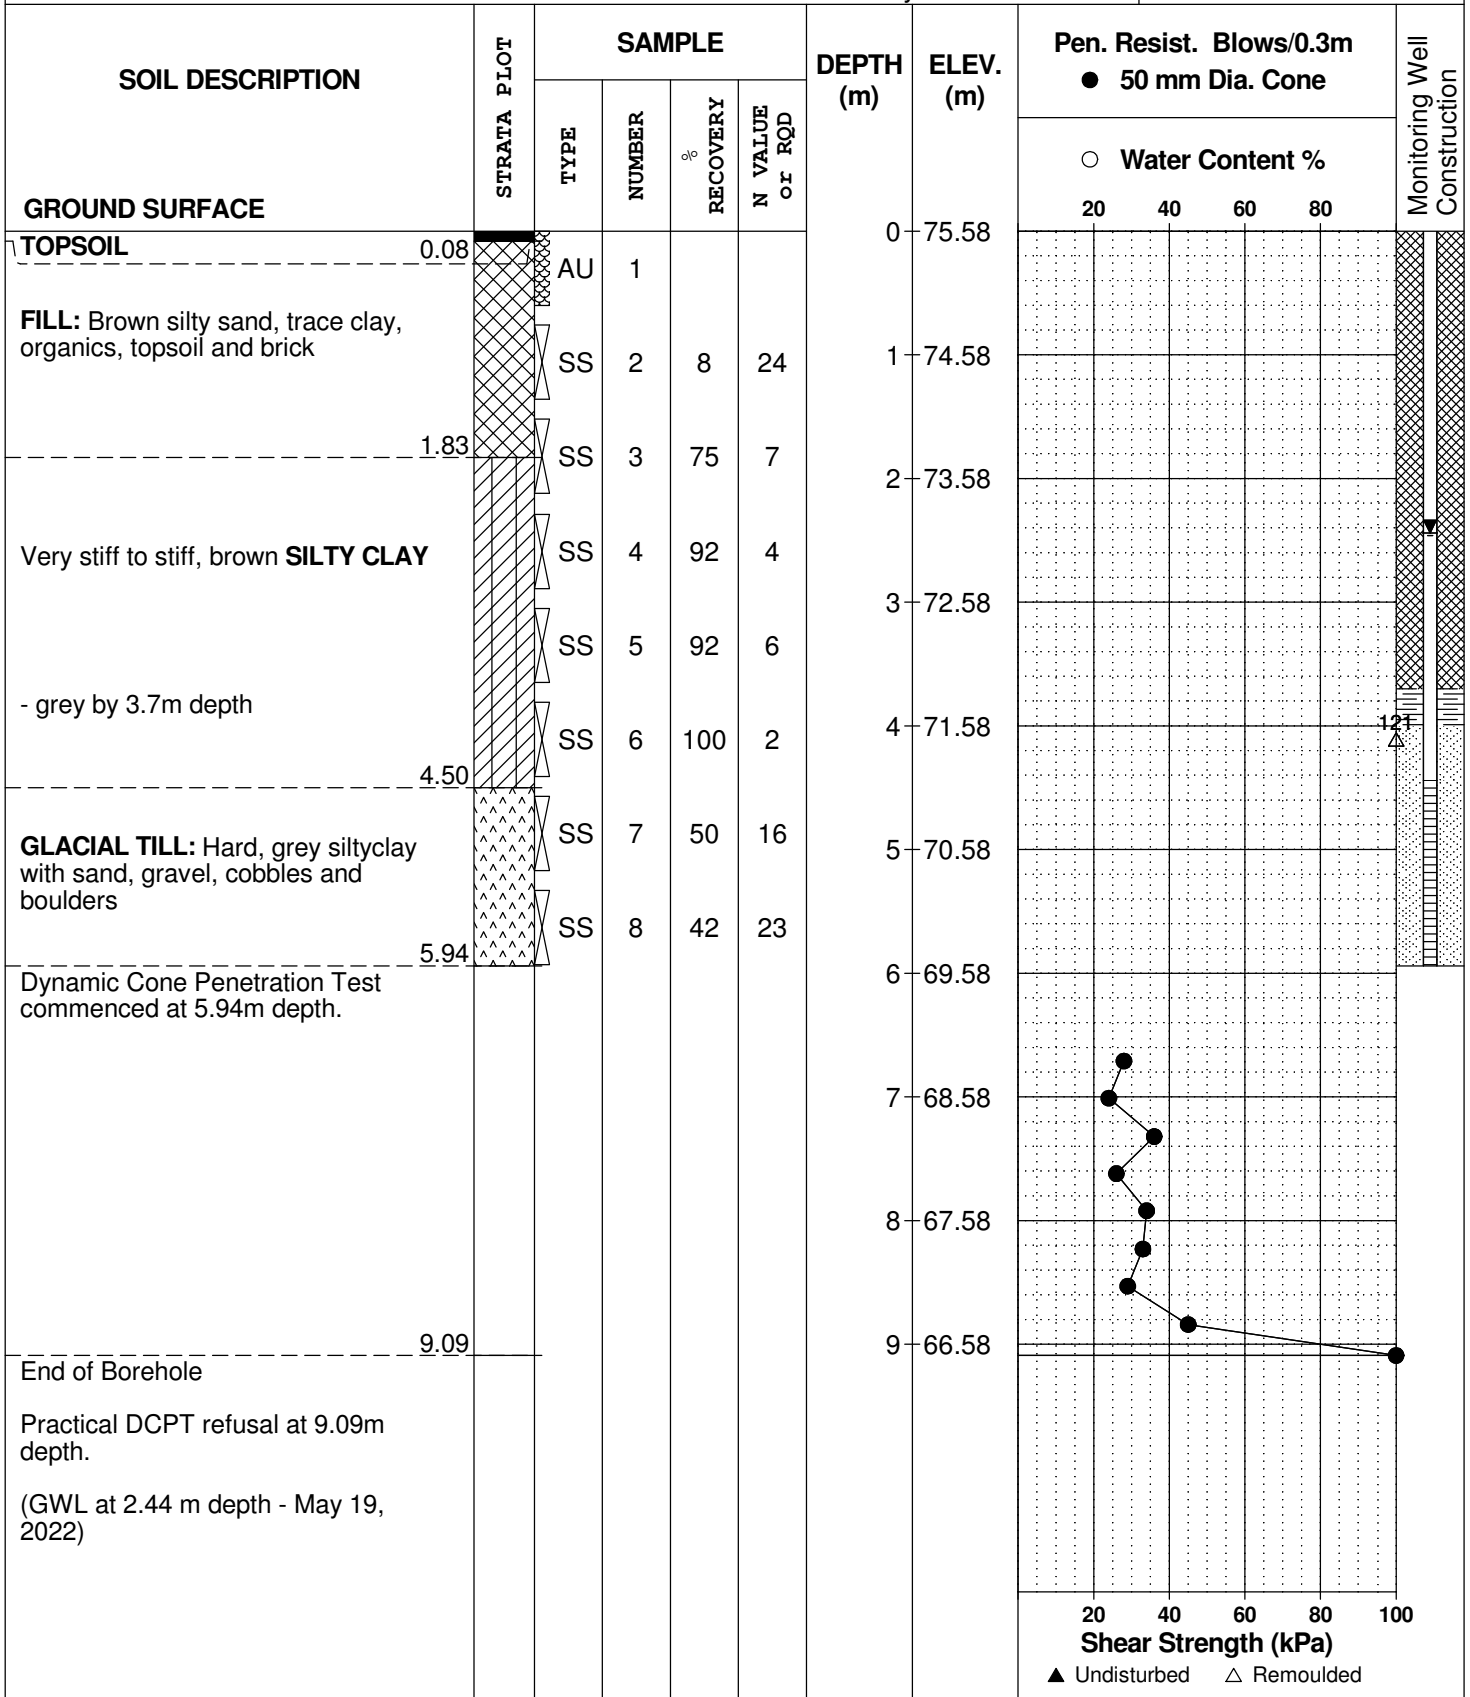 SOIL DESCRIPTION
GROUND SURFACE
STRATA PLOT
SAMPLE
TYPE
NUMBER
%
RECOVERY
N VALUE
or RQD
DEPTH
(m)
ELEV.
(m)
Pen. Resist. Blows/0.3m
● 50 mm Dia. Cone
○ Water Content %
20 40 60 80
Monitoring Well
Construction
TOPSOIL 0.08
FILL: Brown silty sand, trace clay,
organics, topsoil and brick
1.83
Very stiff to stiff, brown SILTY CLAY
- grey by 3.7m depth
4.50
GLACIAL TILL: Hard, grey siltyclay
with sand, gravel, cobbles and
boulders
5.94
Dynamic Cone Penetration Test
commenced at 5.94m depth.
9.09
End of Borehole
Practical DCPT refusal at 9.09m
depth.
(GWL at 2.44 m depth - May 19,
2022)
AU 1
SS 2 8 24
SS 3 75 7
SS 4 92 4
SS 5 92 6
SS 6 100 2
SS 7 50 16
SS 8 42 23
0 75.58
1 74.58
2 73.58
3 72.58
4 71.58
5 70.58
6 69.58
7 68.58
8 67.58
9 66.58
121
20 40 60 80 100
Shear Strength (kPa)
▲ Undisturbed △ Remoulded